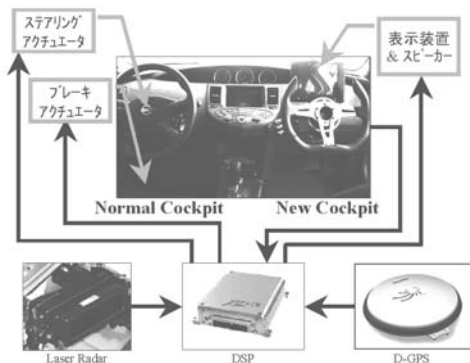 ステアリング
アクチュエータ
表示装置
& スピーカー
ブレーキ
アクチュエータ
Normal Cockpit
New Cockpit
Laser Radar
DSP
D-GPS